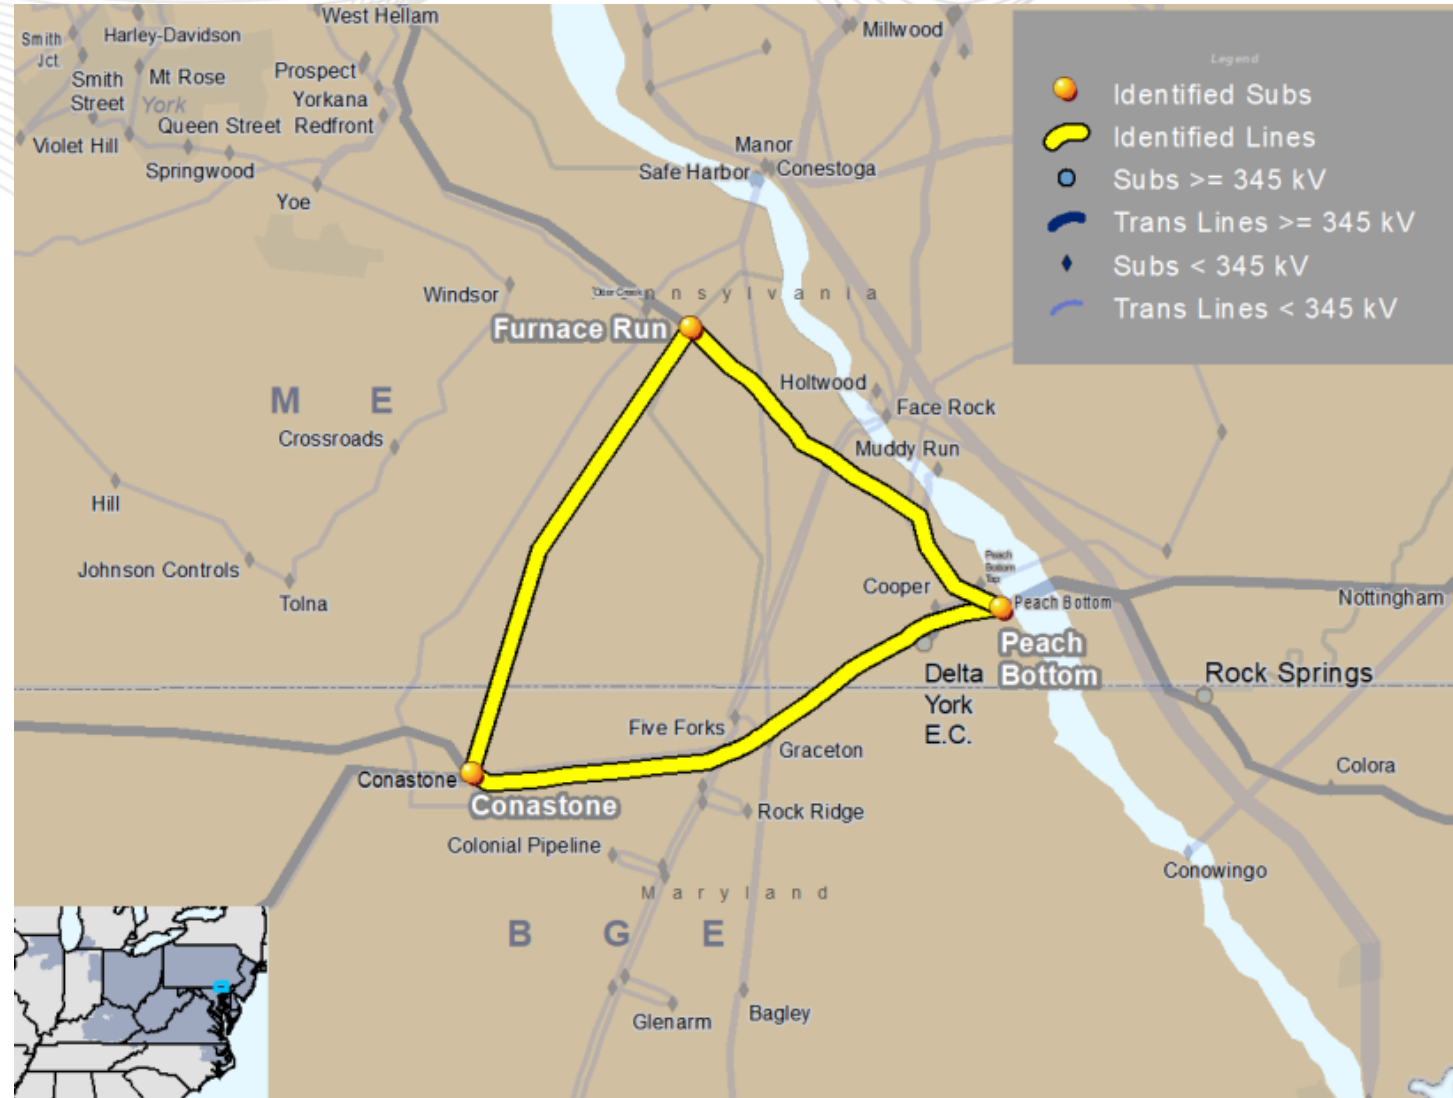 West Hellam
Millwood
Smith
Jct.
Harley-Davidson
Legend
Identified Subs
Identified Lines
Subs >= 345 kV
Trans Lines >= 345 kV
Subs < 345 kV
Trans Lines < 345 kV
Smith
Street
Mt Rose
York
Prospect
Yorkana
Queen Street
Redfront
Violet Hill
Springwood
Yoe
Manor
Safe Harbor
Conestoga
Windsor
nnsylvania
Furnace Run
Holtwood
Face Rock
M E
Crossroads
Muddy Run
Hill
Johnson Controls
Tolna
Peach
Bottom
Tap
Cooper
Peach Bottom
Nottingham
Peach
Bottom
Delta
York
E.C.
Rock Springs
Five Forks
Graceton
Colora
Conastone
Conastone
Rock Ridge
Colonial Pipeline
Conowingo
Maryland
B G E
Glenarm
Bagley